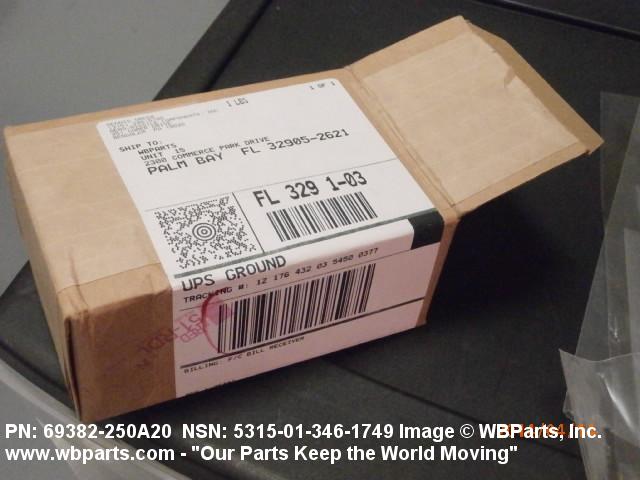 1 LBS
1 OF 1
SHIP TO:
WBPARTS
UNIT 15
2300 COMMERCE PARK DRIVE
PALM BAY FL 32905-2621
FL 329 1-03
UPS GROUND
TRACKING #: 1Z 176 432 03 5450 0377
BILLING: F/C BILL RECEIVER
PN: 69382-250A20 NSN: 5315-01-346-1749 Image © WBParts, Inc.
www.wbparts.com - "Our Parts Keep the World Moving"